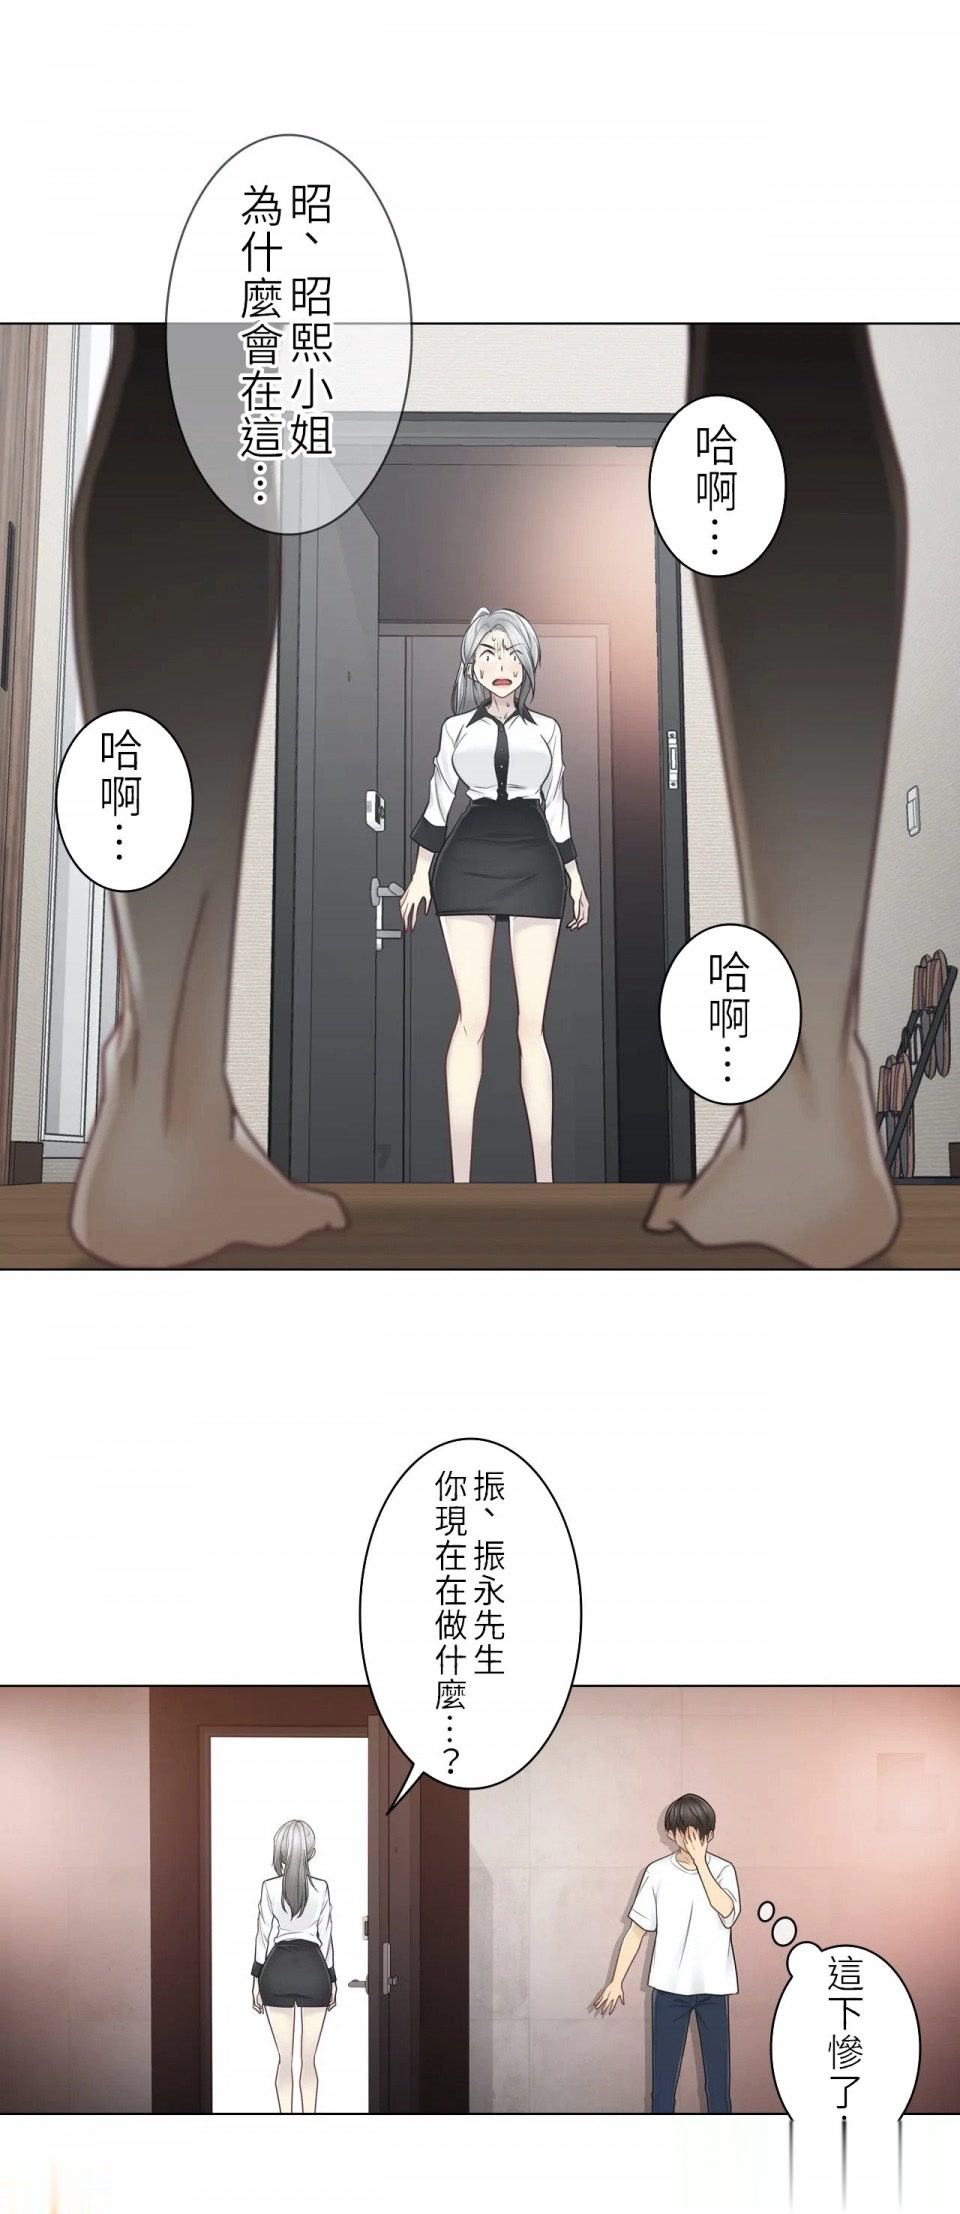 昭、昭熙小姐
為什麼會在這…
哈啊…
哈啊…
哈啊…
振、振永先生
你現在在做什麼…？
這下慘了…